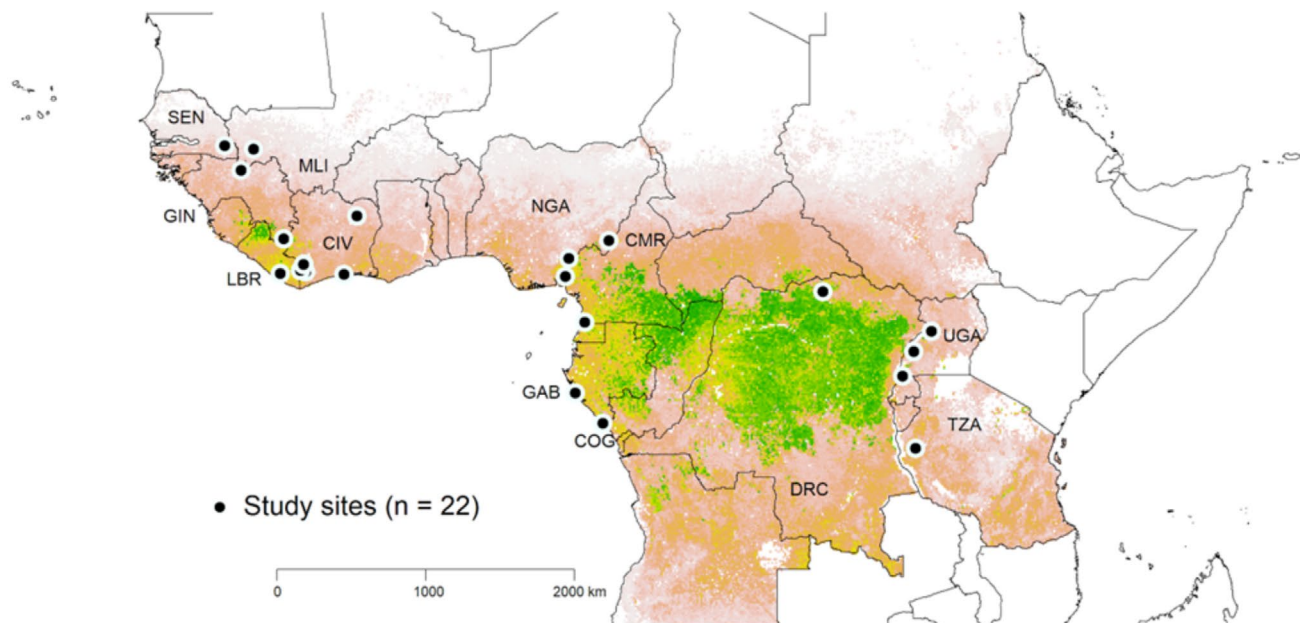 SEN
MLI
GIN
NGA
CIV
CMR
LBR
UGA
GAB
TZA
COG
DRC
Study sites (n = 22)
0 1000 2000 km